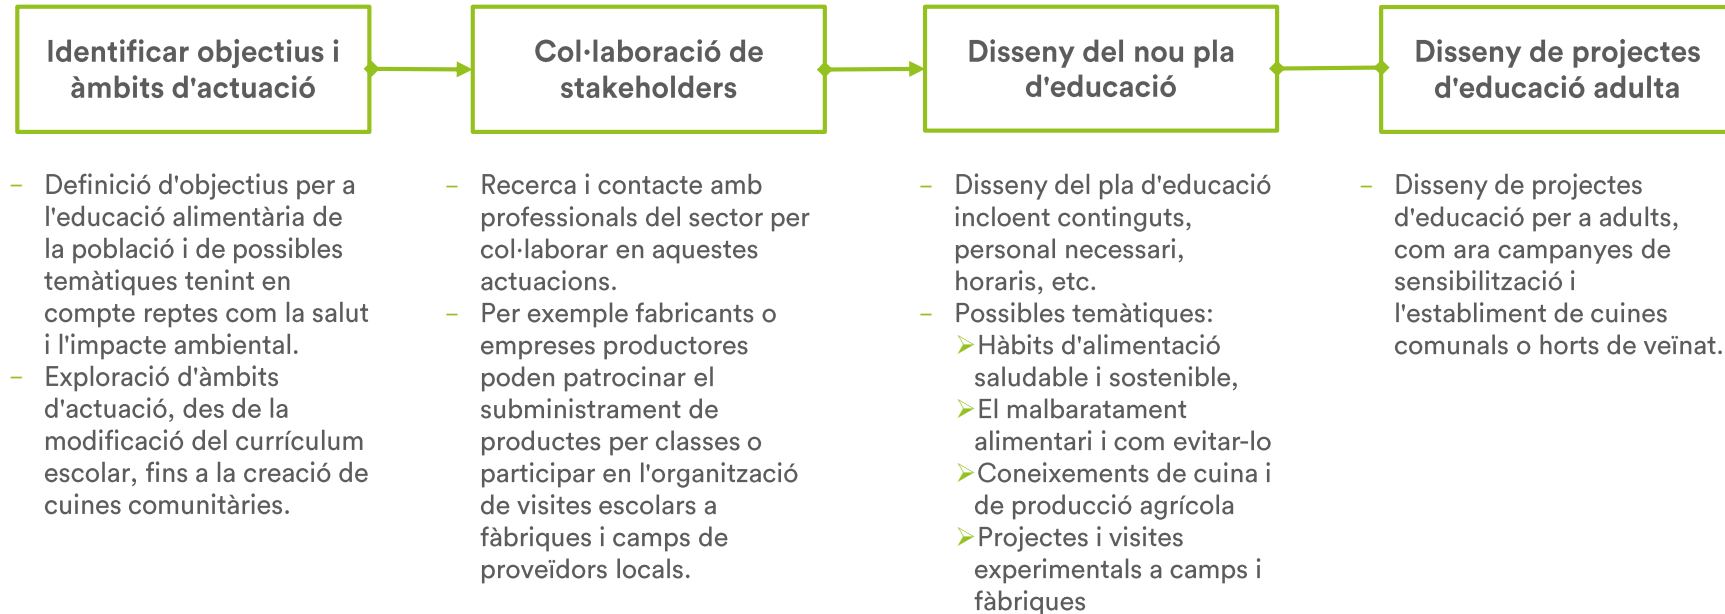 Identificar objectius i
àmbits d'actuació
Col·laboració de
stakeholders
Disseny del nou pla
d'educació
Disseny de projectes
d'educació adulta
– Definició d'objectius per a
l'educació alimentària de
la població i de possibles
temàtiques tenint en
compte reptes com la salut
i l'impacte ambiental.
– Exploració d'àmbits
d'actuació, des de la
modificació del currículum
escolar, fins a la creació de
cuines comunitàries.
– Recerca i contacte amb
professionals del sector per
col·laborar en aquestes
actuacions.
– Per exemple fabricants o
empreses productores
poden patrocinar el
subministrament de
productes per classes o
participar en l'organització
de visites escolars a
fàbriques i camps de
proveïdors locals.
– Disseny del pla d'educació
incloent continguts,
personal necessari,
horaris, etc.
– Possibles temàtiques:
➢Hàbits d'alimentació
saludable i sostenible,
➢El malbaratament
alimentari i com evitar-lo
➢Coneixements de cuina i
de producció agrícola
➢Projectes i visites
experimentals a camps i
fàbriques
– Disseny de projectes
d'educació per a adults,
com ara campanyes de
sensibilització i
l'establiment de cuines
comunals o horts de veïnat.